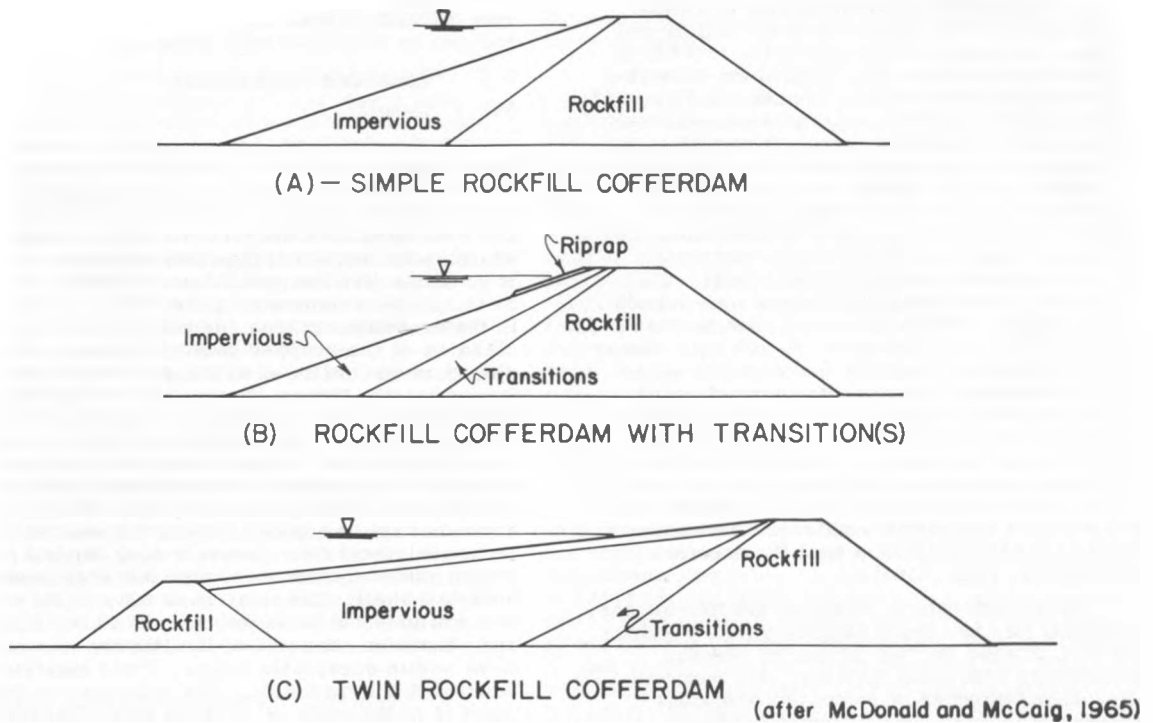 Impervious
Rockfill
(A) – SIMPLE ROCKFILL COFFERDAM
Riprap
Rockfill
Impervious
Transitions
(B) ROCKFILL COFFERDAM WITH TRANSITION(S)
Rockfill
Impervious
Rockfill
Transitions
(C) TWIN ROCKFILL COFFERDAM
(after McDonald and McCaig, 1965)